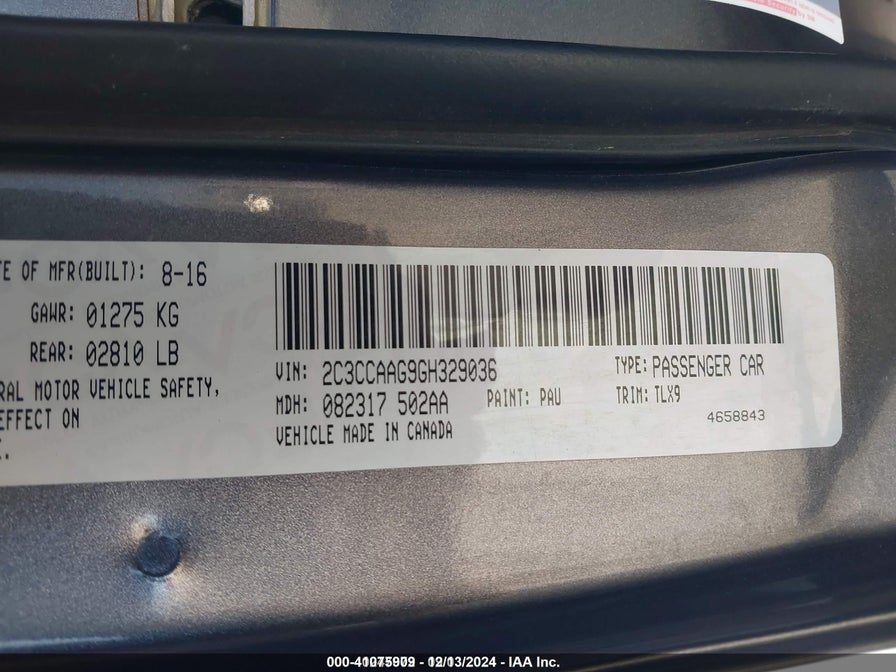 TE OF MFR(BUILT): 8-16
GAWR: 01275 KG
REAR: 02810 LB
RAL MOTOR VEHICLE SAFETY,
EFFECT ON
E.
VIN: 2C3CCAAG9GH329036
TYPE: PASSENGER CAR
MDH: 082317 502AA
PAINT: PAU
TRIM: TLX9
VEHICLE MADE IN CANADA
4658843
12/13/2024 - IAA Inc.